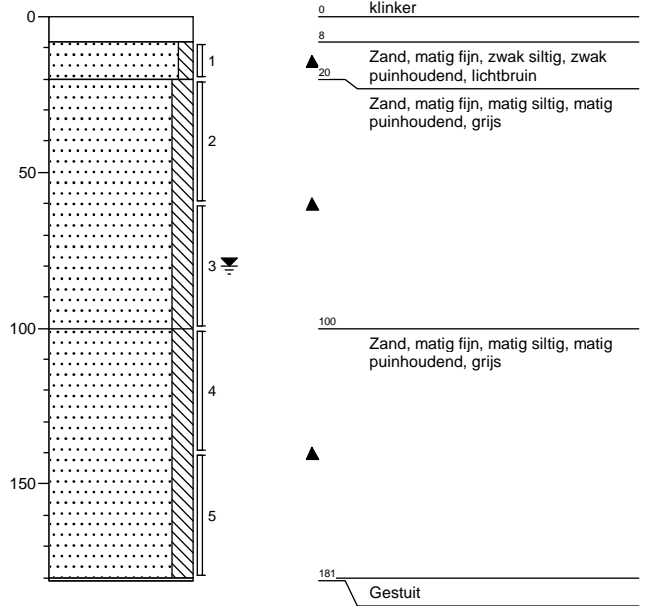 0
50
100
150
1
2
3
4
5
0
klinker
8
Zand, matig fijn, zwak siltig, zwak
puinhoudend, lichtbruin
20
Zand, matig fijn, matig siltig, matig
puinhoudend, grijs
100
Zand, matig fijn, matig siltig, matig
puinhoudend, grijs
181
Gestuit